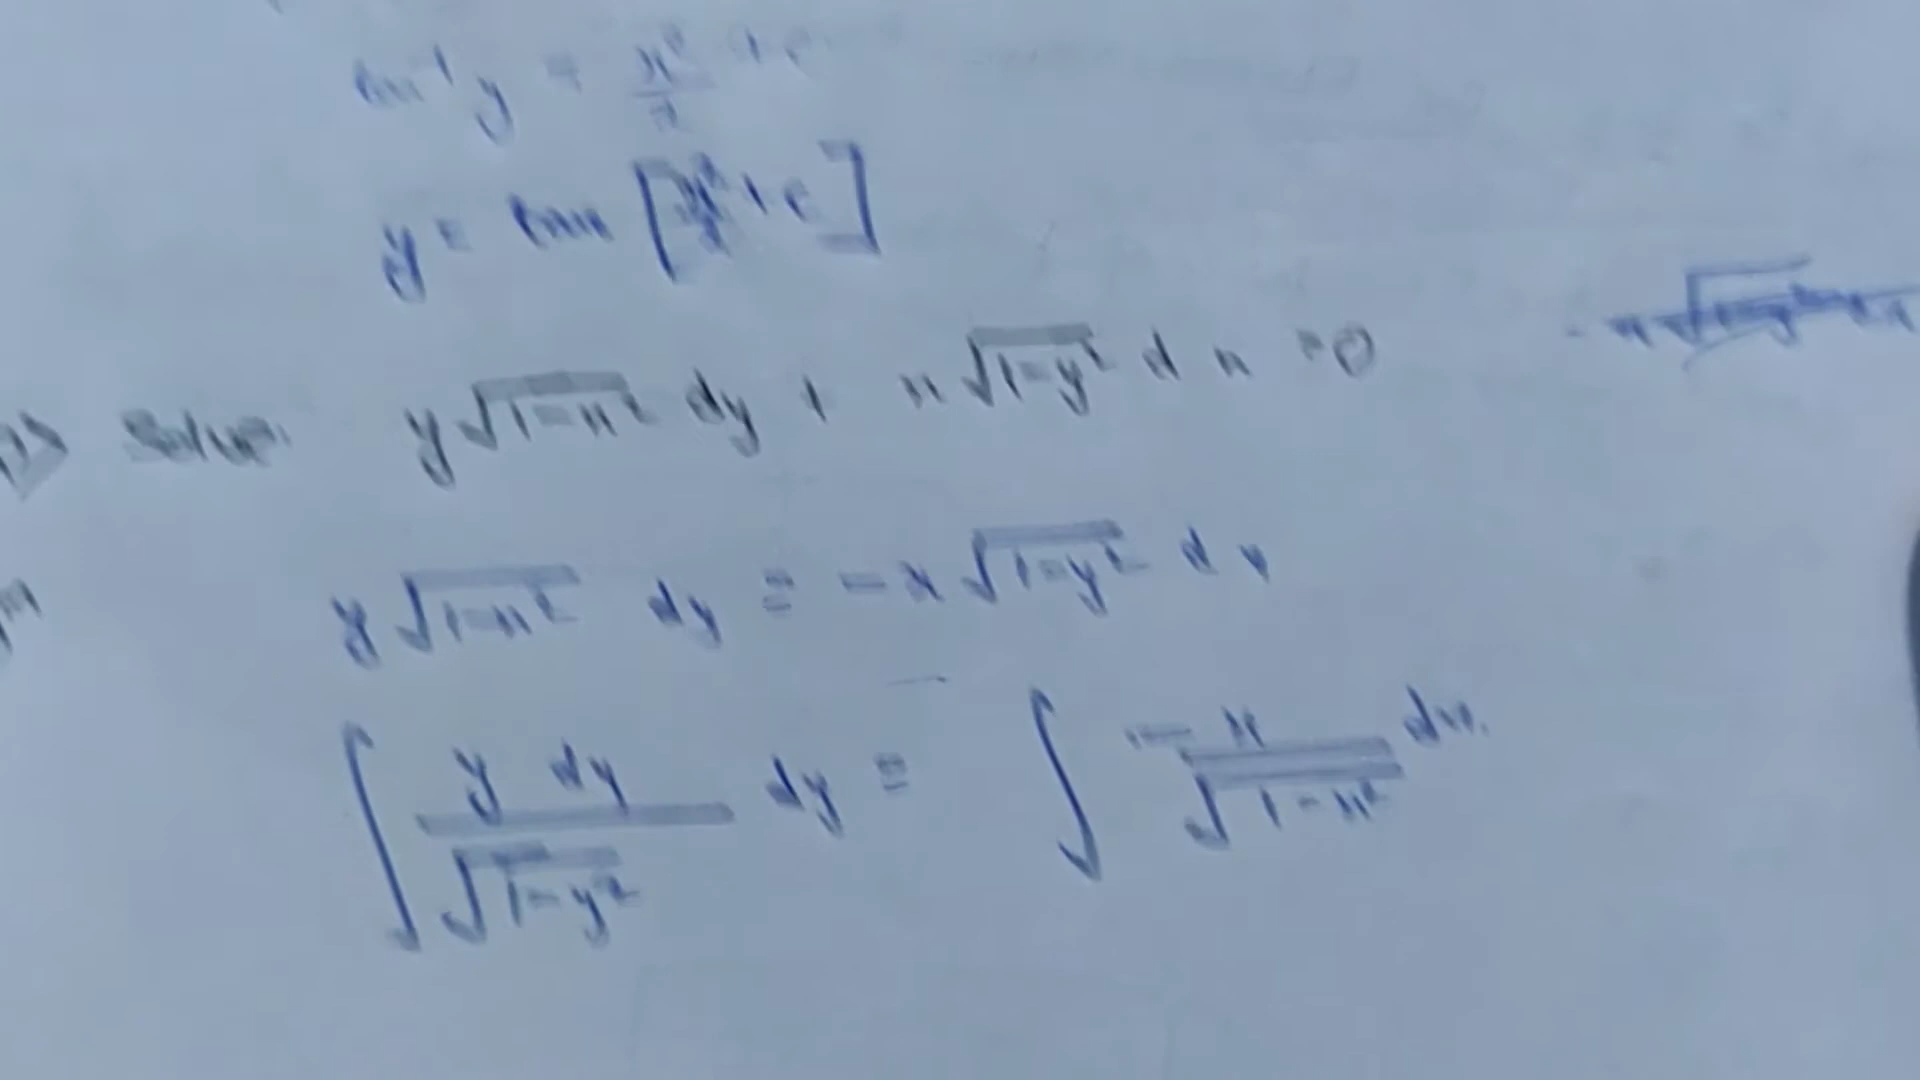 tan⁻¹ y = x²/2 + c
y = tan [x²/2 + c]
Solve: y√(1-x²) dy + x√(1-y²) dx = 0
y√(1-x²) dy = -x√(1-y²) dx
∫ y dy/√(1-y²) dy = ∫ -x/√(1-x²) dx.